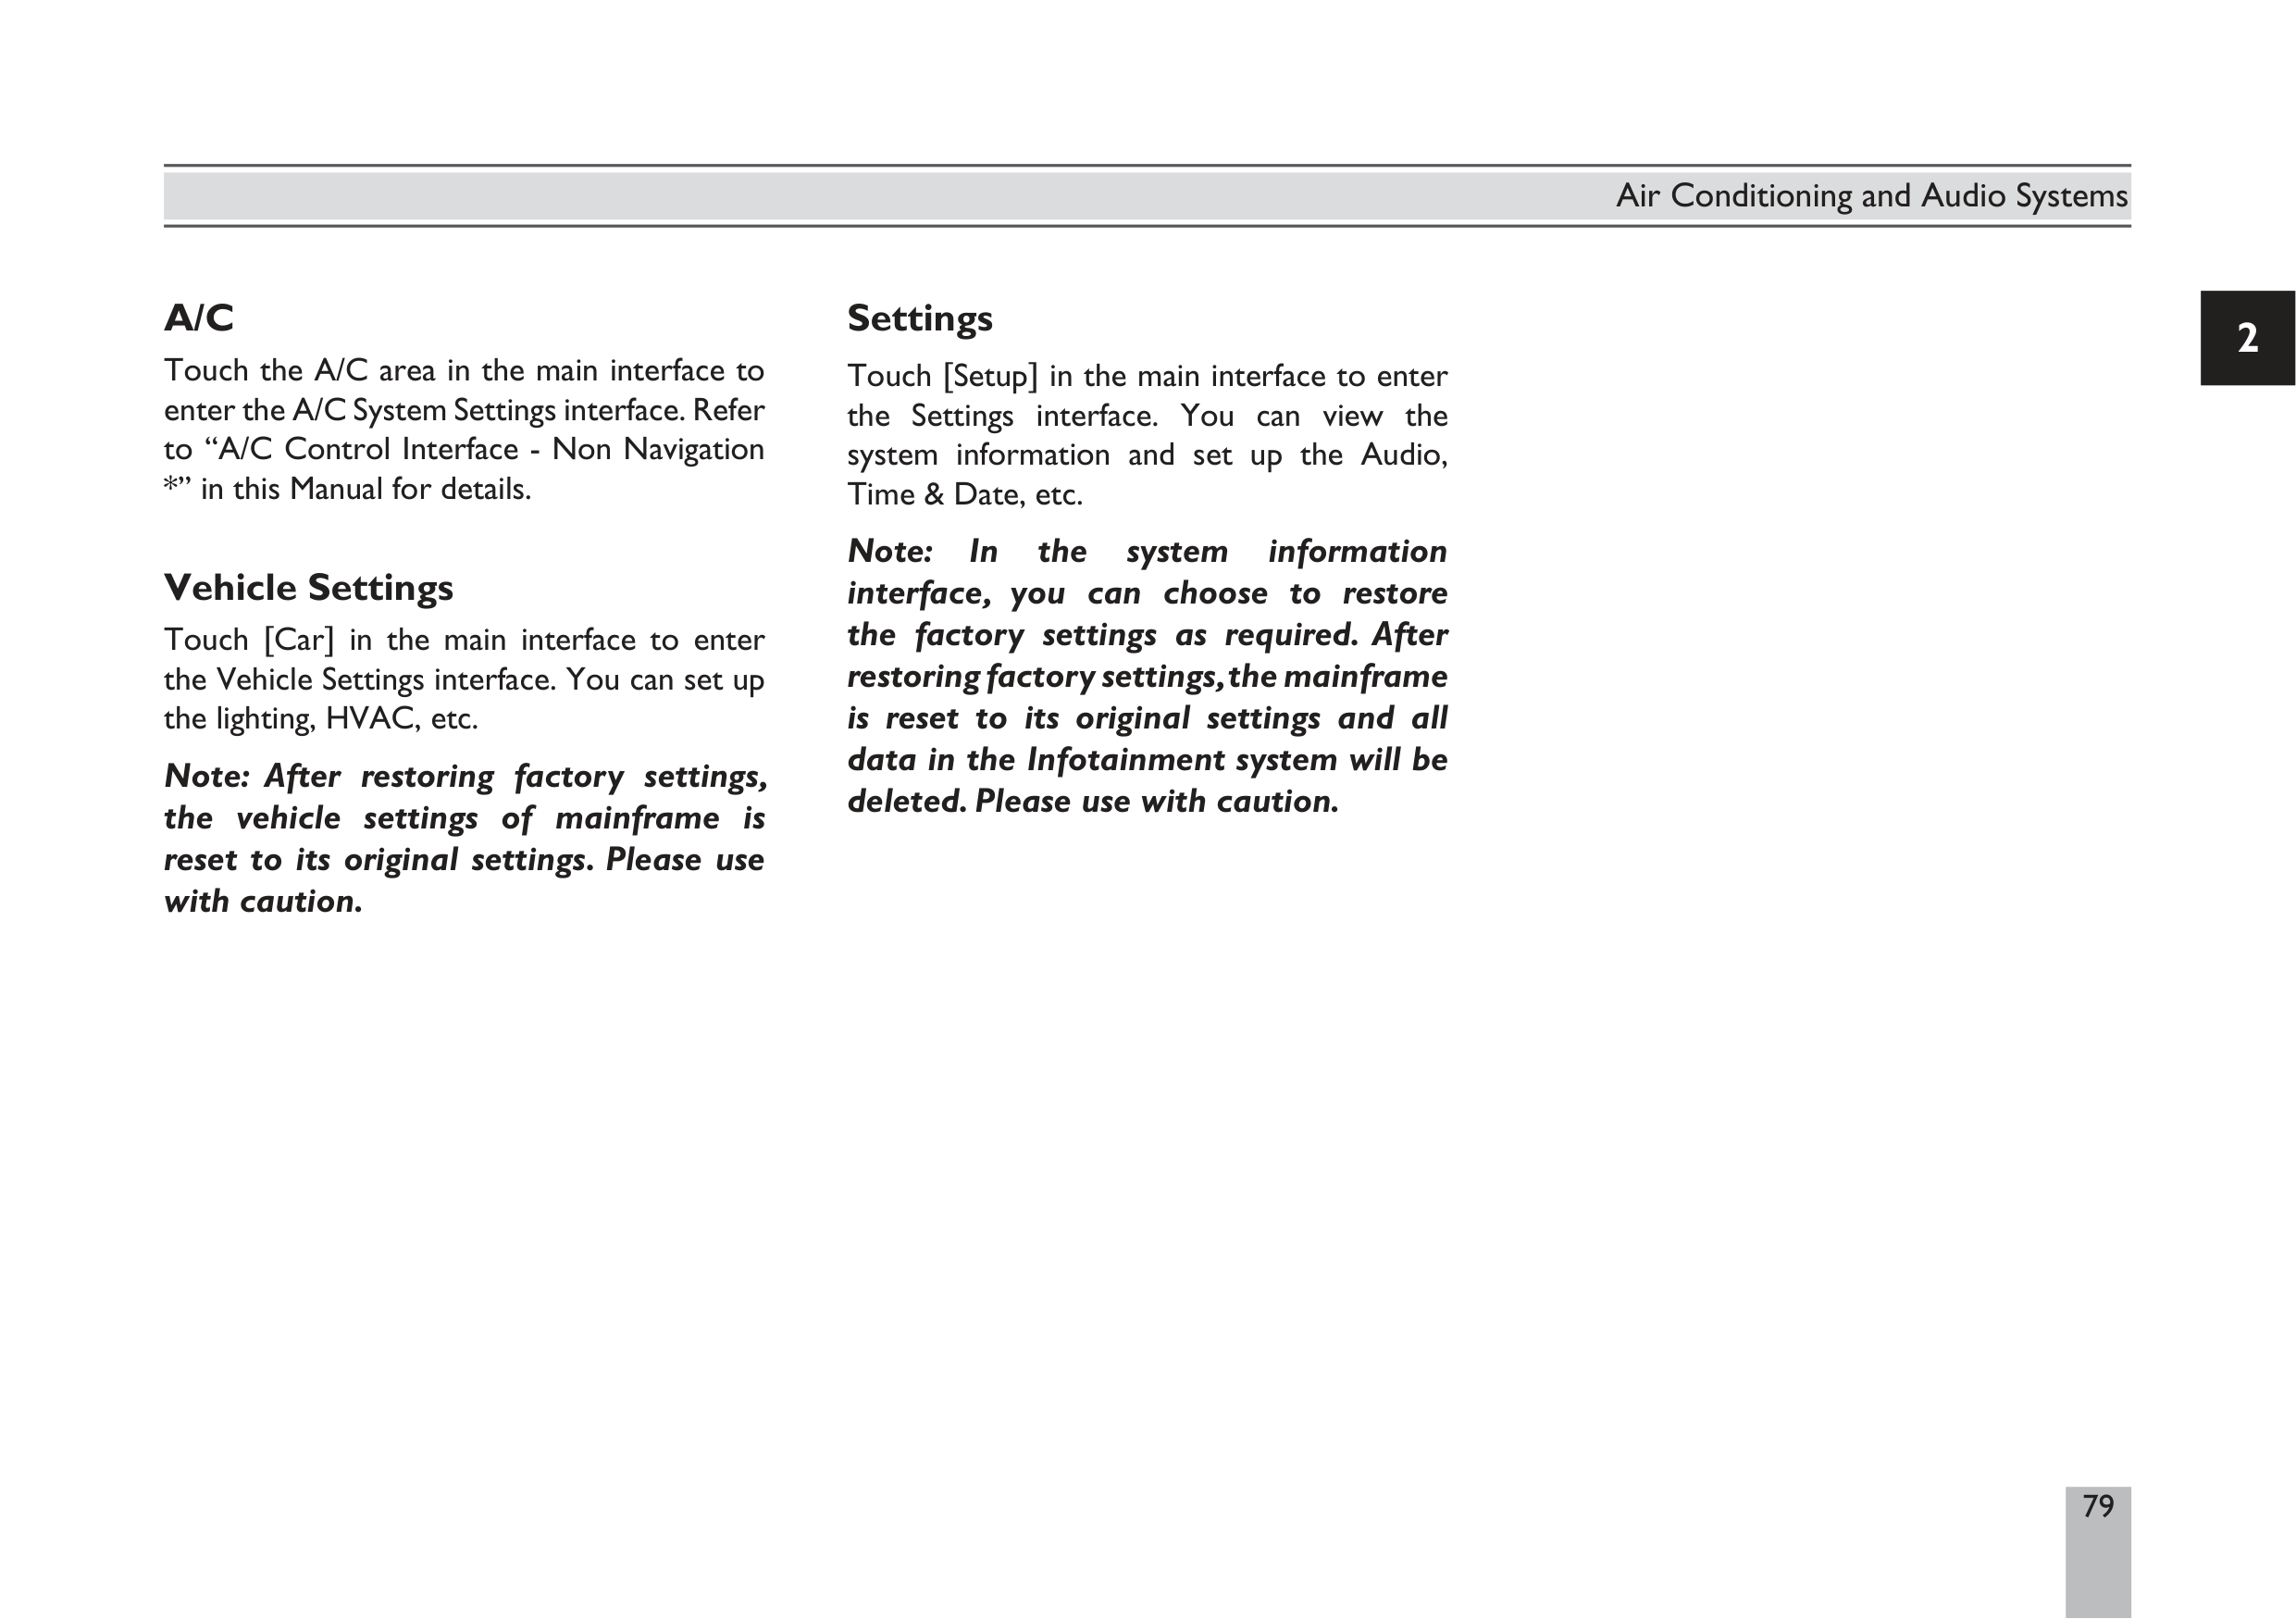 Air Conditioning and Audio Systems
2
A/C
Touch the A/C area in the main interface to
enter the A/C System Settings interface. Refer
to “A/C Control Interface - Non Navigation
*” in this Manual for details.
Vehicle Settings
Touch [Car] in the main interface to enter
the Vehicle Settings interface. You can set up
the lighting, HVAC, etc.
Note: After restoring factory settings,
the vehicle settings of mainframe is
reset to its original settings. Please use
with caution.
Settings
Touch [Setup] in the main interface to enter
the Settings interface. You can view the
system information and set up the Audio,
Time & Date, etc.
Note: In the system information
interface, you can choose to restore
the factory settings as required. After
restoring factory settings, the mainframe
is reset to its original settings and all
data in the Infotainment system will be
deleted. Please use with caution.
79